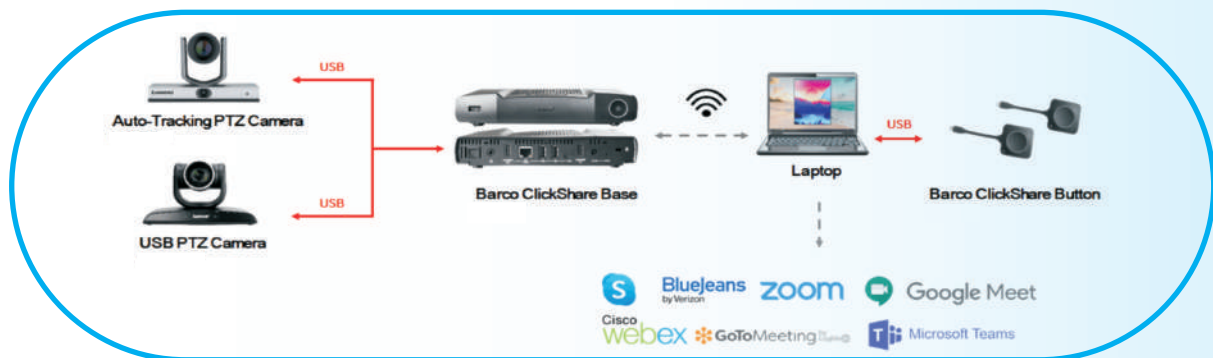 USB
Auto-Tracking PTZ Camera
USB
USB PTZ Camera
Barco ClickShare Base
Laptop
USB
Barco ClickShare Button
S
BlueJeans
by Verizon
zoom
Google Meet
Cisco
webex
GoToMeeting
by
T
Microsoft Teams